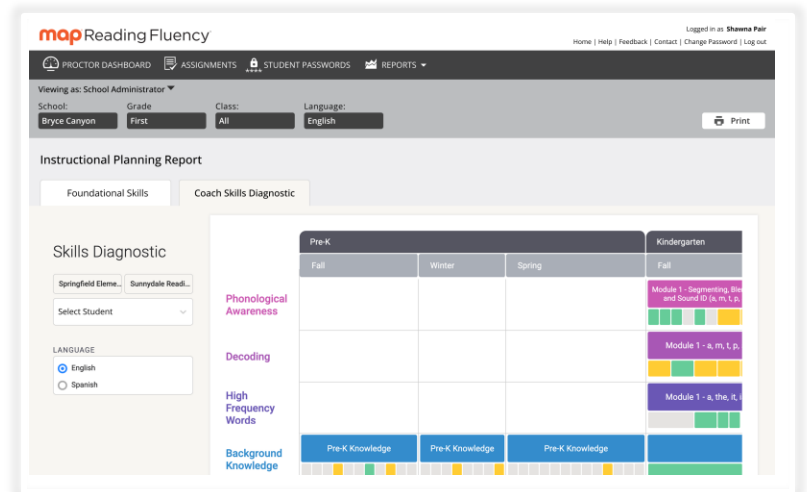 map Reading Fluency
Logged in as Shawna Pair
Home | Help | Feedback | Contact | Change Password | Log out
PROCTOR DASHBOARD ASSIGNMENTS STUDENT PASSWORDS REPORTS
Viewing as: School Administrator
School: Grade Class: Language:
Bryce Canyon First All English
Print
Instructional Planning Report
Foundational Skills Coach Skills Diagnostic
Skills Diagnostic
Springfield Eleme... Sunnydale Readi...
Select Student
LANGUAGE
English
Spanish
Pre-K Kindergarten
Fall Winter Spring Fall
Phonological
Awareness
Module 1 - Segmenting, Ble
and Sound ID (a, m, t, p,
Decoding
Module 1 - a, m, t, p,
High
Frequency
Words
Module 1 - a, the, it, i
Background
Knowledge
Pre-K Knowledge Pre-K Knowledge Pre-K Knowledge